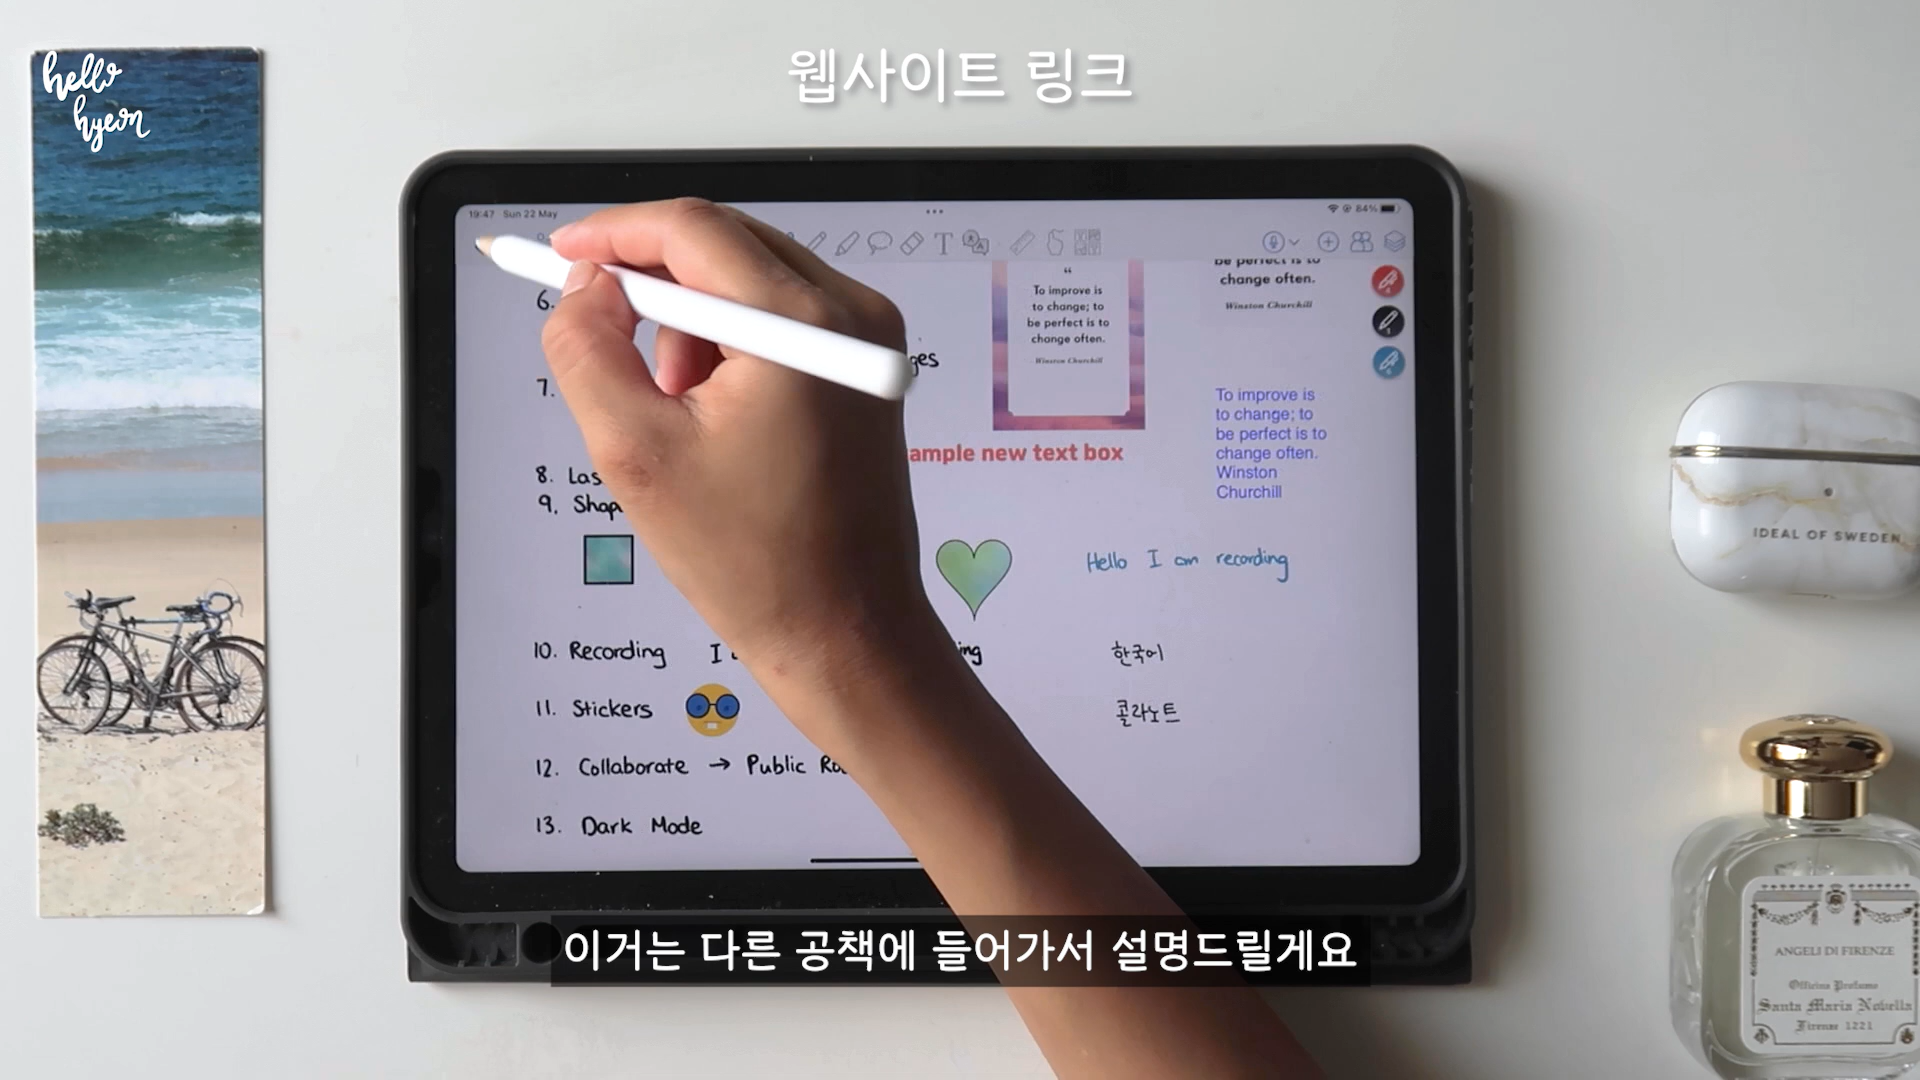 hello
hyeon
웹사이트 링크
19:47 Sun 22 May
84%
T
6.
7.
8. Las
9. Shap
10. Recording I
ing
11. Stickers
12. Collaborate → Public Ro
13. Dark Mode
ges
“
To improve is
to change; to
be perfect is to
change often.
Winston Churchill
ample new text box
be perfect is to
change often.
Winston Churchill
To improve is
to change; to
be perfect is to
change often.
Winston
Churchill
Hello I am recording
한국어
콜라노트
IDEAL OF SWEDEN
ANGELI DI FIRENZE
Officina Profumo
Santa Maria Novella
Firenze 1221
이거는 다른 공책에 들어가서 설명드릴게요